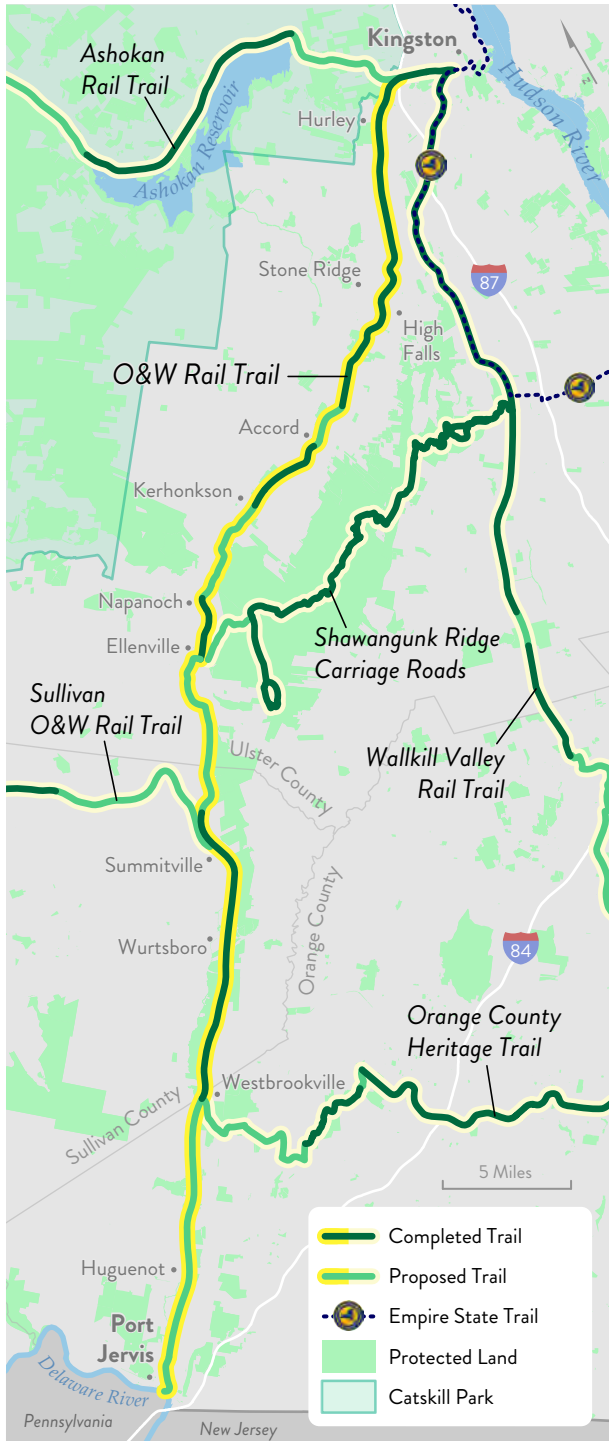 Kingston
Ashokan
Rail Trail
Hudson River
Ashokan Reservoir
Hurley
z
Stone Ridge
87
High
Falls
O&W Rail Trail
Accord
Kerhonkson
Napanoch
Ellenville
Shawangunk Ridge
Carriage Roads
Sullivan
O&W Rail Trail
Wallkill Valley
Rail Trail
Ulster County
Summitville
Orange County
Wurtsboro
84
Orange County
Heritage Trail
Westbrookville
Sullivan County
5 Miles
Completed Trail
Proposed Trail
Huguenot
Empire State Trail
Port
Jervis
Protected Land
Delaware River
Catskill Park
Pennsylvania
New Jersey